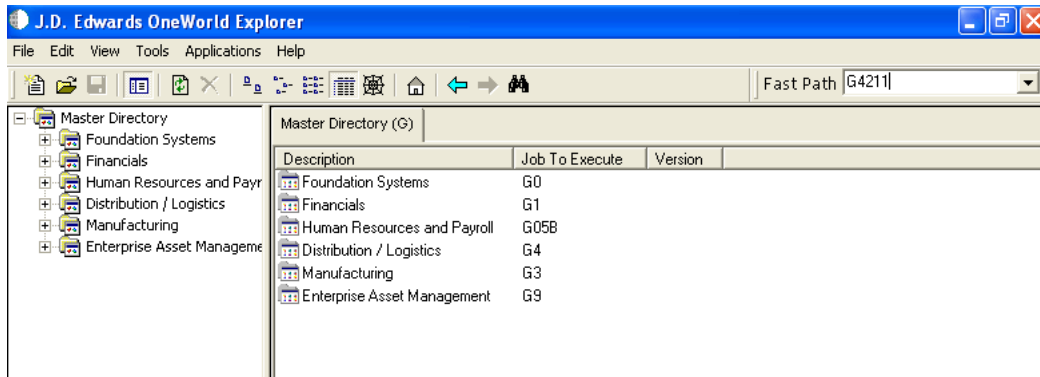 J.D. Edwards OneWorld Explorer
File Edit View Tools Applications Help
Fast Path G4211
Master Directory
Foundation Systems
Financials
Human Resources and Payr
Distribution / Logistics
Manufacturing
Enterprise Asset Manageme
Master Directory (G)
Description Job To Execute Version
Foundation Systems G0
Financials G1
Human Resources and Payroll G05B
Distribution / Logistics G4
Manufacturing G3
Enterprise Asset Management G9